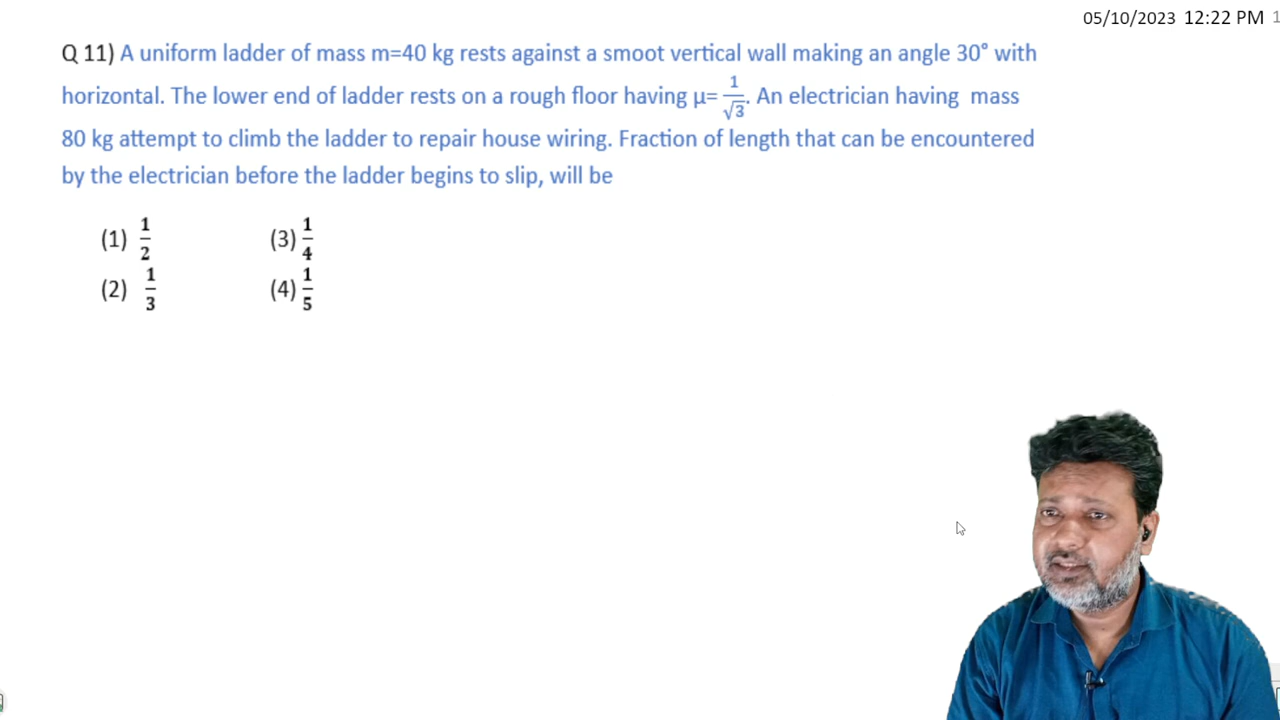 05/10/2023 12:22 PM 1
Q 11) A uniform ladder of mass m=40 kg rests against a smoot vertical wall making an angle 30° with
horizontal. The lower end of ladder rests on a rough floor having μ= 1/√3. An electrician having mass
80 kg attempt to climb the ladder to repair house wiring. Fraction of length that can be encountered
by the electrician before the ladder begins to slip, will be
(1) 1/2 (3) 1/4
(2) 1/3 (4) 1/5